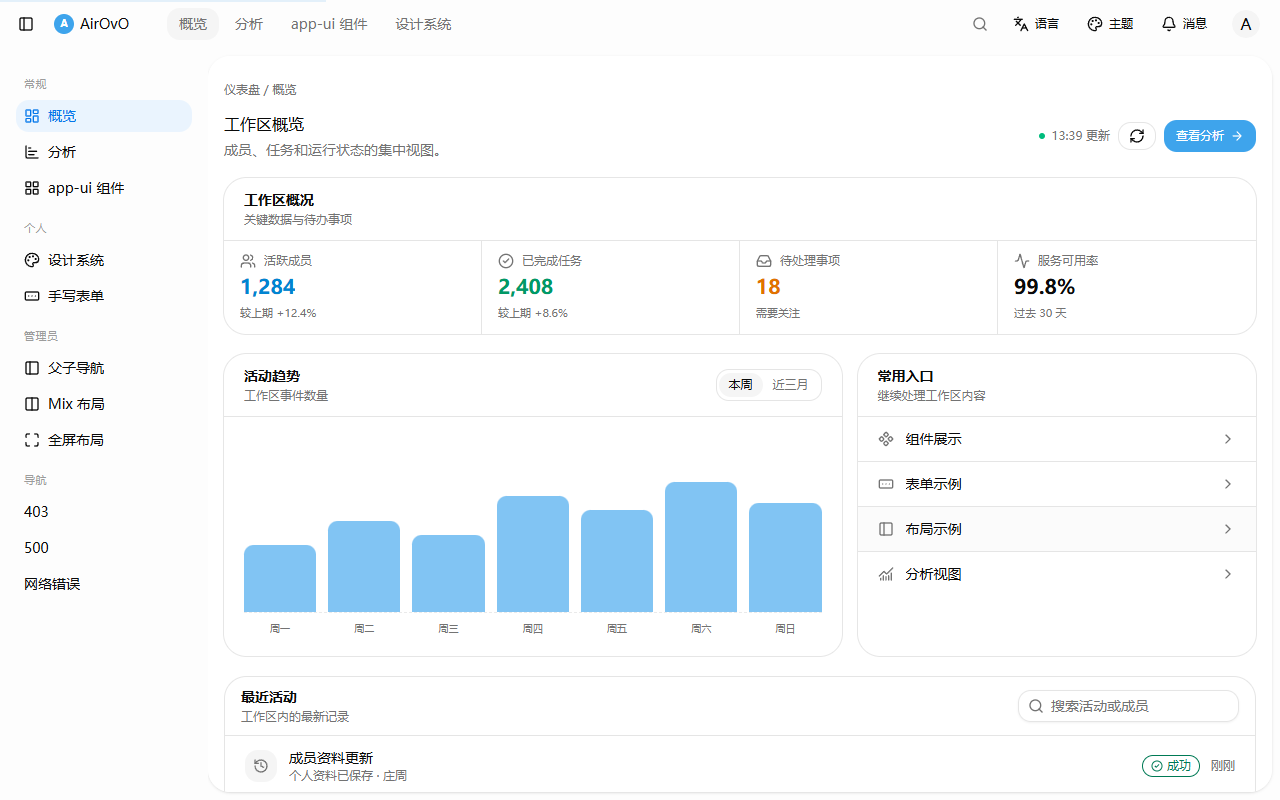 A AirOvO 概览 分析 app-ui 组件 设计系统 语言 主题 消息 A
常规
概览
分析
app-ui 组件
个人
设计系统
手写表单
管理员
父子导航
Mix 布局
全屏布局
导航
403
500
网络错误
仪表盘 / 概览
工作区概览
成员、任务和运行状态的集中视图。
13:39 更新 查看分析
工作区概况
关键数据与待办事项
活跃成员
1,284
较上期 +12.4%
已完成任务
2,408
较上期 +8.6%
待处理事项
18
需要关注
服务可用率
99.8%
过去 30 天
活动趋势
工作区事件数量
本周 近三月
周一 周二 周三 周四 周五 周六 周日
常用入口
继续处理工作区内容
组件展示
表单示例
布局示例
分析视图
最近活动
工作区内的最新记录
搜索活动或成员
成员资料更新
个人资料已保存 · 庄周
成功 刚刚